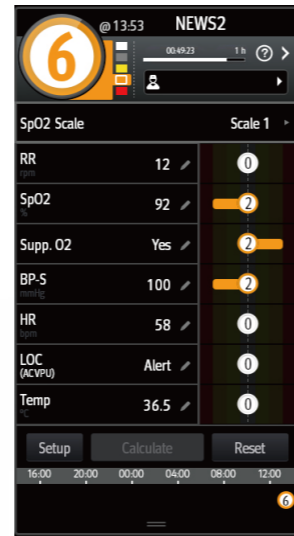 @ 13:53 NEWS2
6
00:49:23 1 h ?
SpO2 Scale Scale 1
RR 12 0
rpm
SpO2 92 2
%
Supp. O2 Yes 2
BP-S 100 2
mmHg
HR 58 0
bpm
LOC Alert 0
(ACVPU)
Temp 36.5 0
°C
Setup Calculate Reset
16:00 20:00 00:00 04:00 08:00 12:00
6